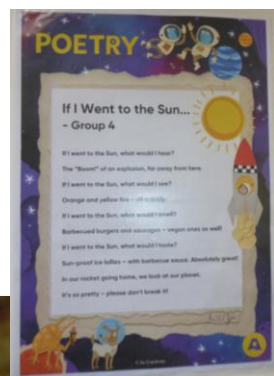 POETRY
If I Went to the Sun...
- Group 4
If I went to the Sun, what would I hear?
The "Boom!" of an explosion, far away from here.
If I went to the Sun, what would I see?
Orange and yellow fire -
If I went to the Sun, what would I smell?
Barbecued burgers and sausages - vegan ones as well!
If I went to the Sun, what would I taste?
Sun-proof ice lollies - with barbecue sauce. Absolutely great!
In our rocket going home, we look at our planet.
It's so pretty - please don't break it!
A